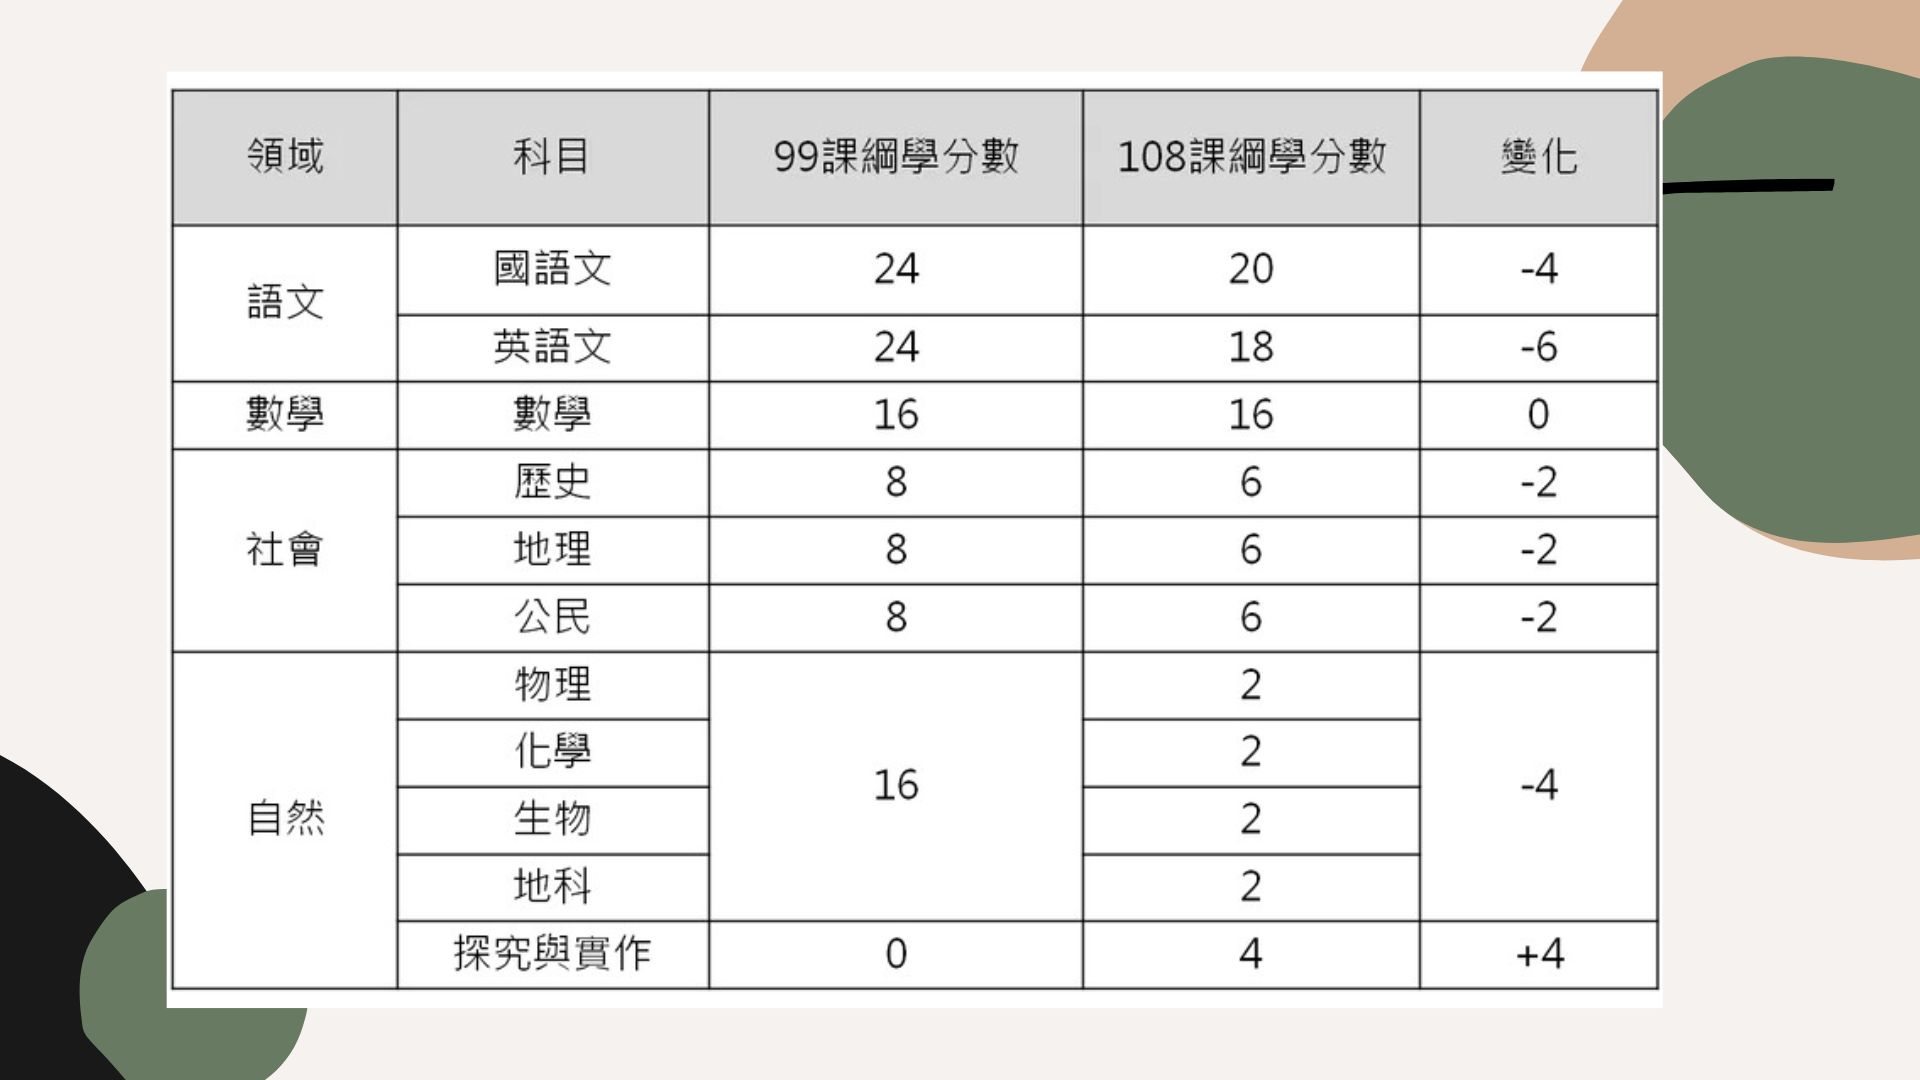 領域 科目 99課綱學分數 108課綱學分數 變化
語文 國語文 24 20 -4
英語文 24 18 -6
數學 數學 16 16 0
社會 歷史 8 6 -2
地理 8 6 -2
公民 8 6 -2
自然 物理 16 2 -4
化學 2
生物 2
地科 2
探究與實作 0 4 +4